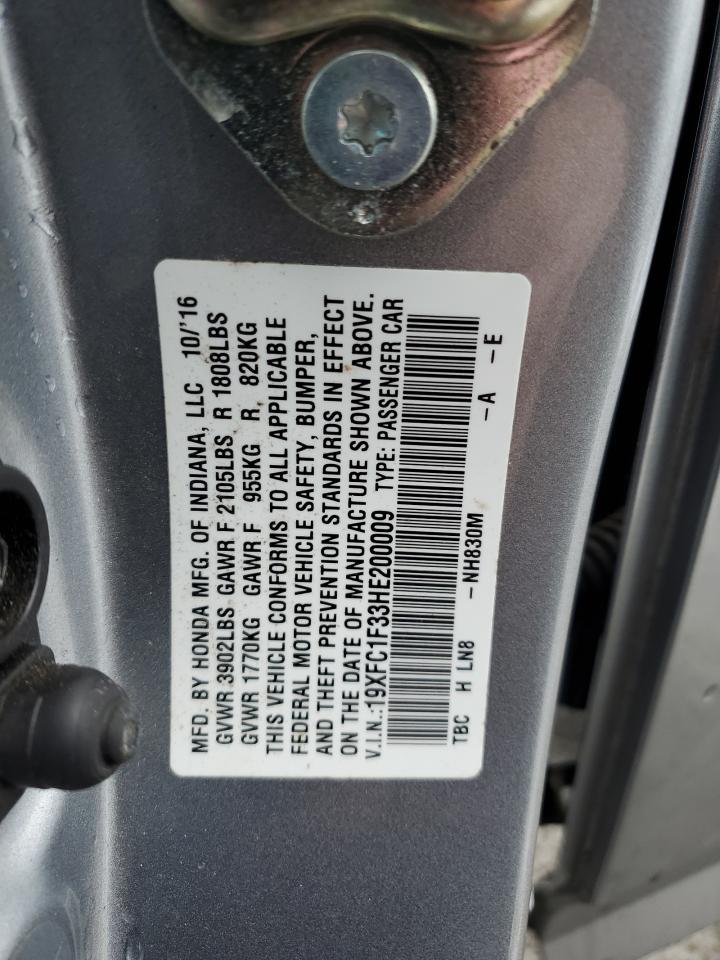 MFD. BY HONDA MFG. OF INDIANA, LLC 10/'16
GVWR 3902LBS GAWR F 2105LBS R 1808LBS
GVWR 1770KG GAWR F 955KG R 820KG
THIS VEHICLE CONFORMS TO ALL APPLICABLE
FEDERAL MOTOR VEHICLE SAFETY, BUMPER,
AND THEFT PREVENTION STANDARDS IN EFFECT
ON THE DATE OF MANUFACTURE SHOWN ABOVE.
V.I.N.:19XFC1F33HE200009 TYPE: PASSENGER CAR
TBC H LN8 -NH830M -A -E